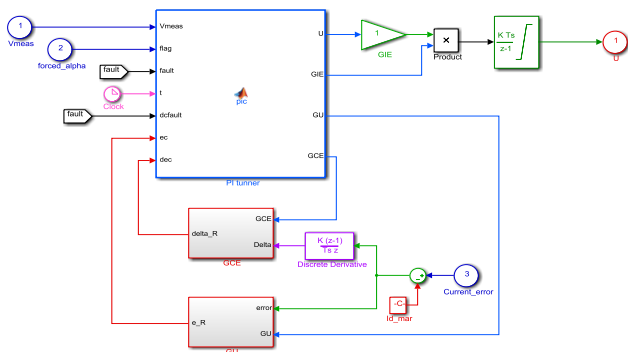 1
Vmeas
2
forced_alpha
fault
Clock
fault
Vmeas
flag
fault
t
dcfault
ec
dec
pic
U
GIE
GU
GCE
PI tunner
1
GIE
×
Product
K Ts
z-1
1
U
GCE
delta_R
Delta
GCE
K (z-1)
Ts z
Discrete Derivative
3
Current_error
-C-
Id_mar
error
e_R
GU
GU